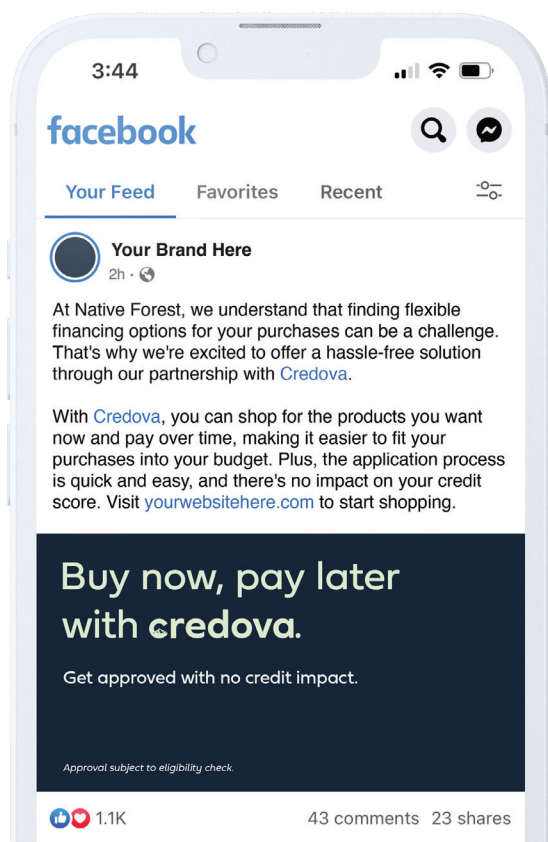 3:44
facebook
Your Feed Favorites Recent
Your Brand Here
2h ·
At Native Forest, we understand that finding flexible
financing options for your purchases can be a challenge.
That's why we're excited to offer a hassle-free solution
through our partnership with Credova.
With Credova, you can shop for the products you want
now and pay over time, making it easier to fit your
purchases into your budget. Plus, the application process
is quick and easy, and there's no impact on your credit
score. Visit yourwebsitehere.com to start shopping.
Buy now, pay later
with credova.
Get approved with no credit impact.
Approval subject to eligibility check.
1.1K 43 comments 23 shares